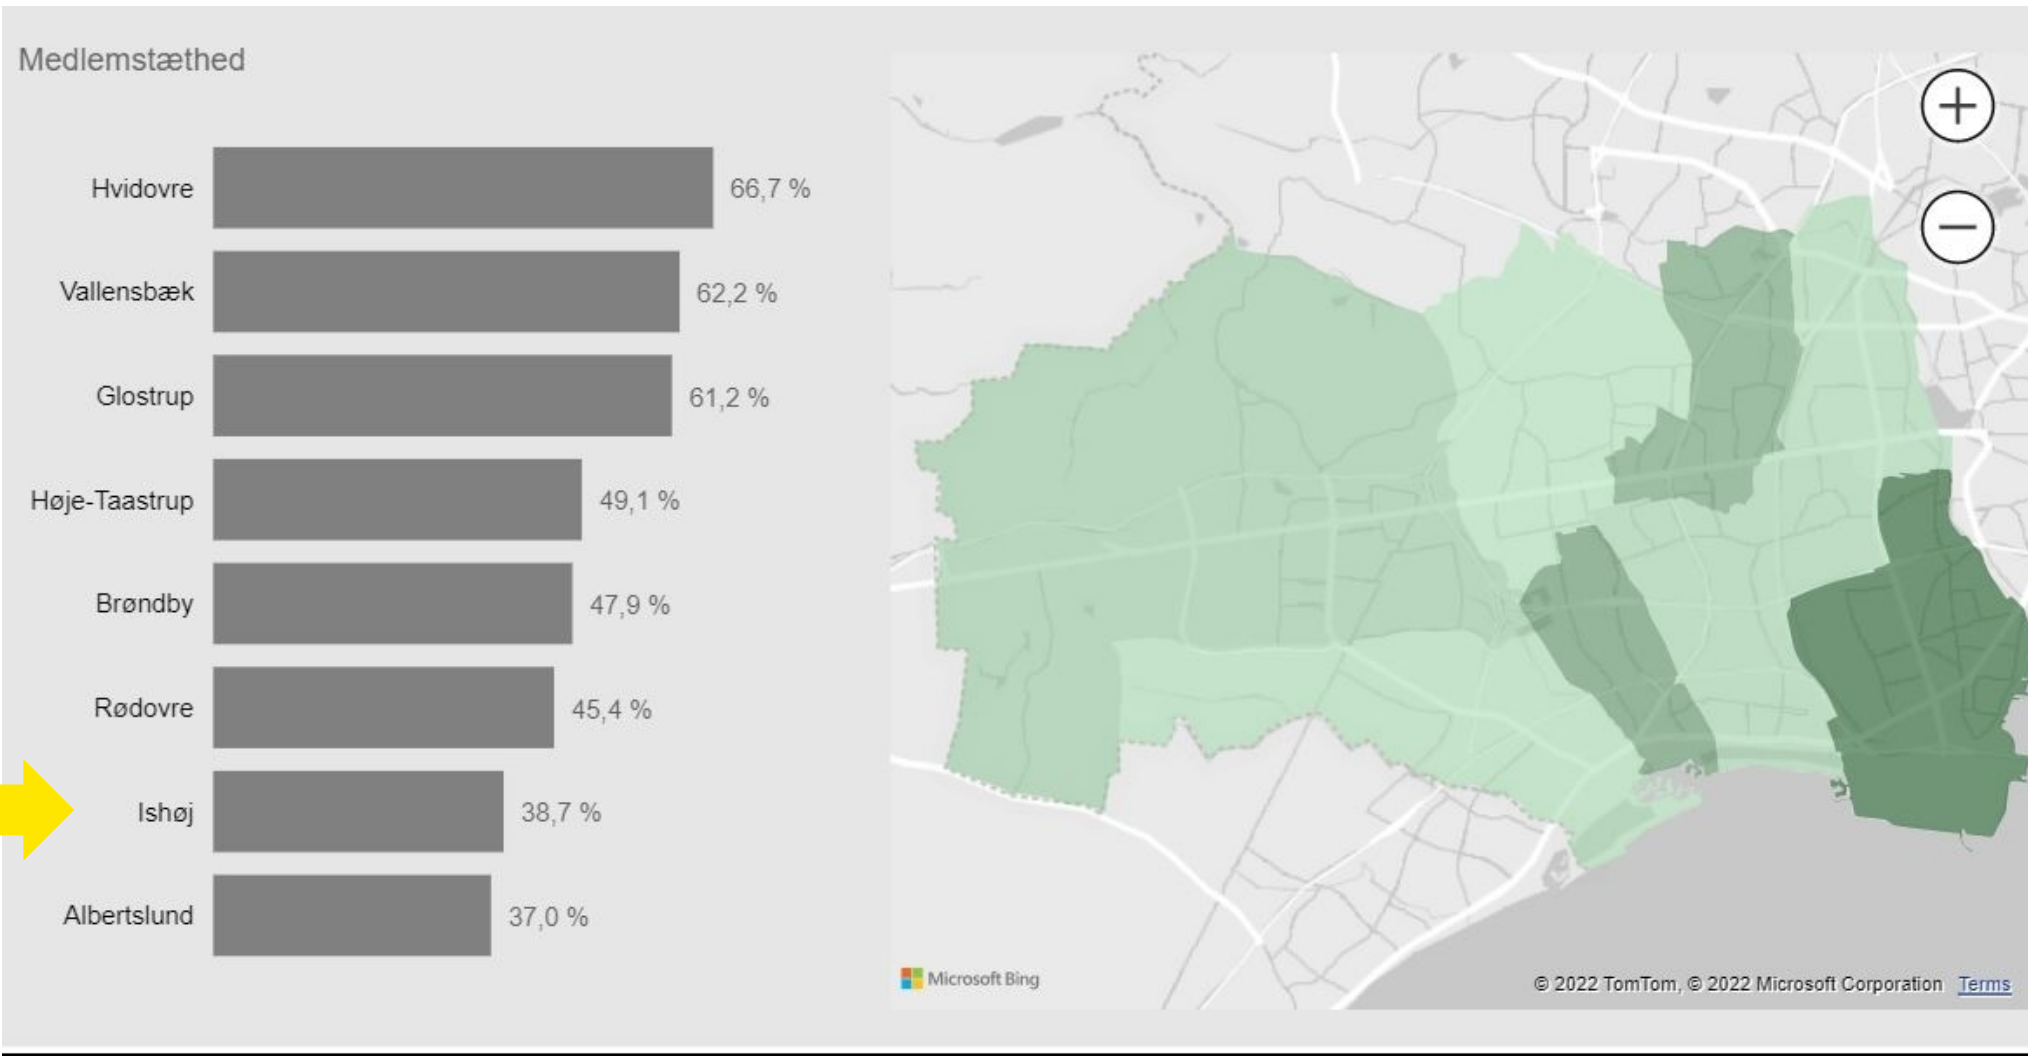 Medlemstæthed
Hvidovre 66,7 %
Vallensbæk 62,2 %
Glostrup 61,2 %
Høje-Taastrup 49,1 %
Brøndby 47,9 %
Rødovre 45,4 %
Ishøj 38,7 %
Albertslund 37,0 %
Microsoft Bing
© 2022 TomTom, © 2022 Microsoft Corporation Terms